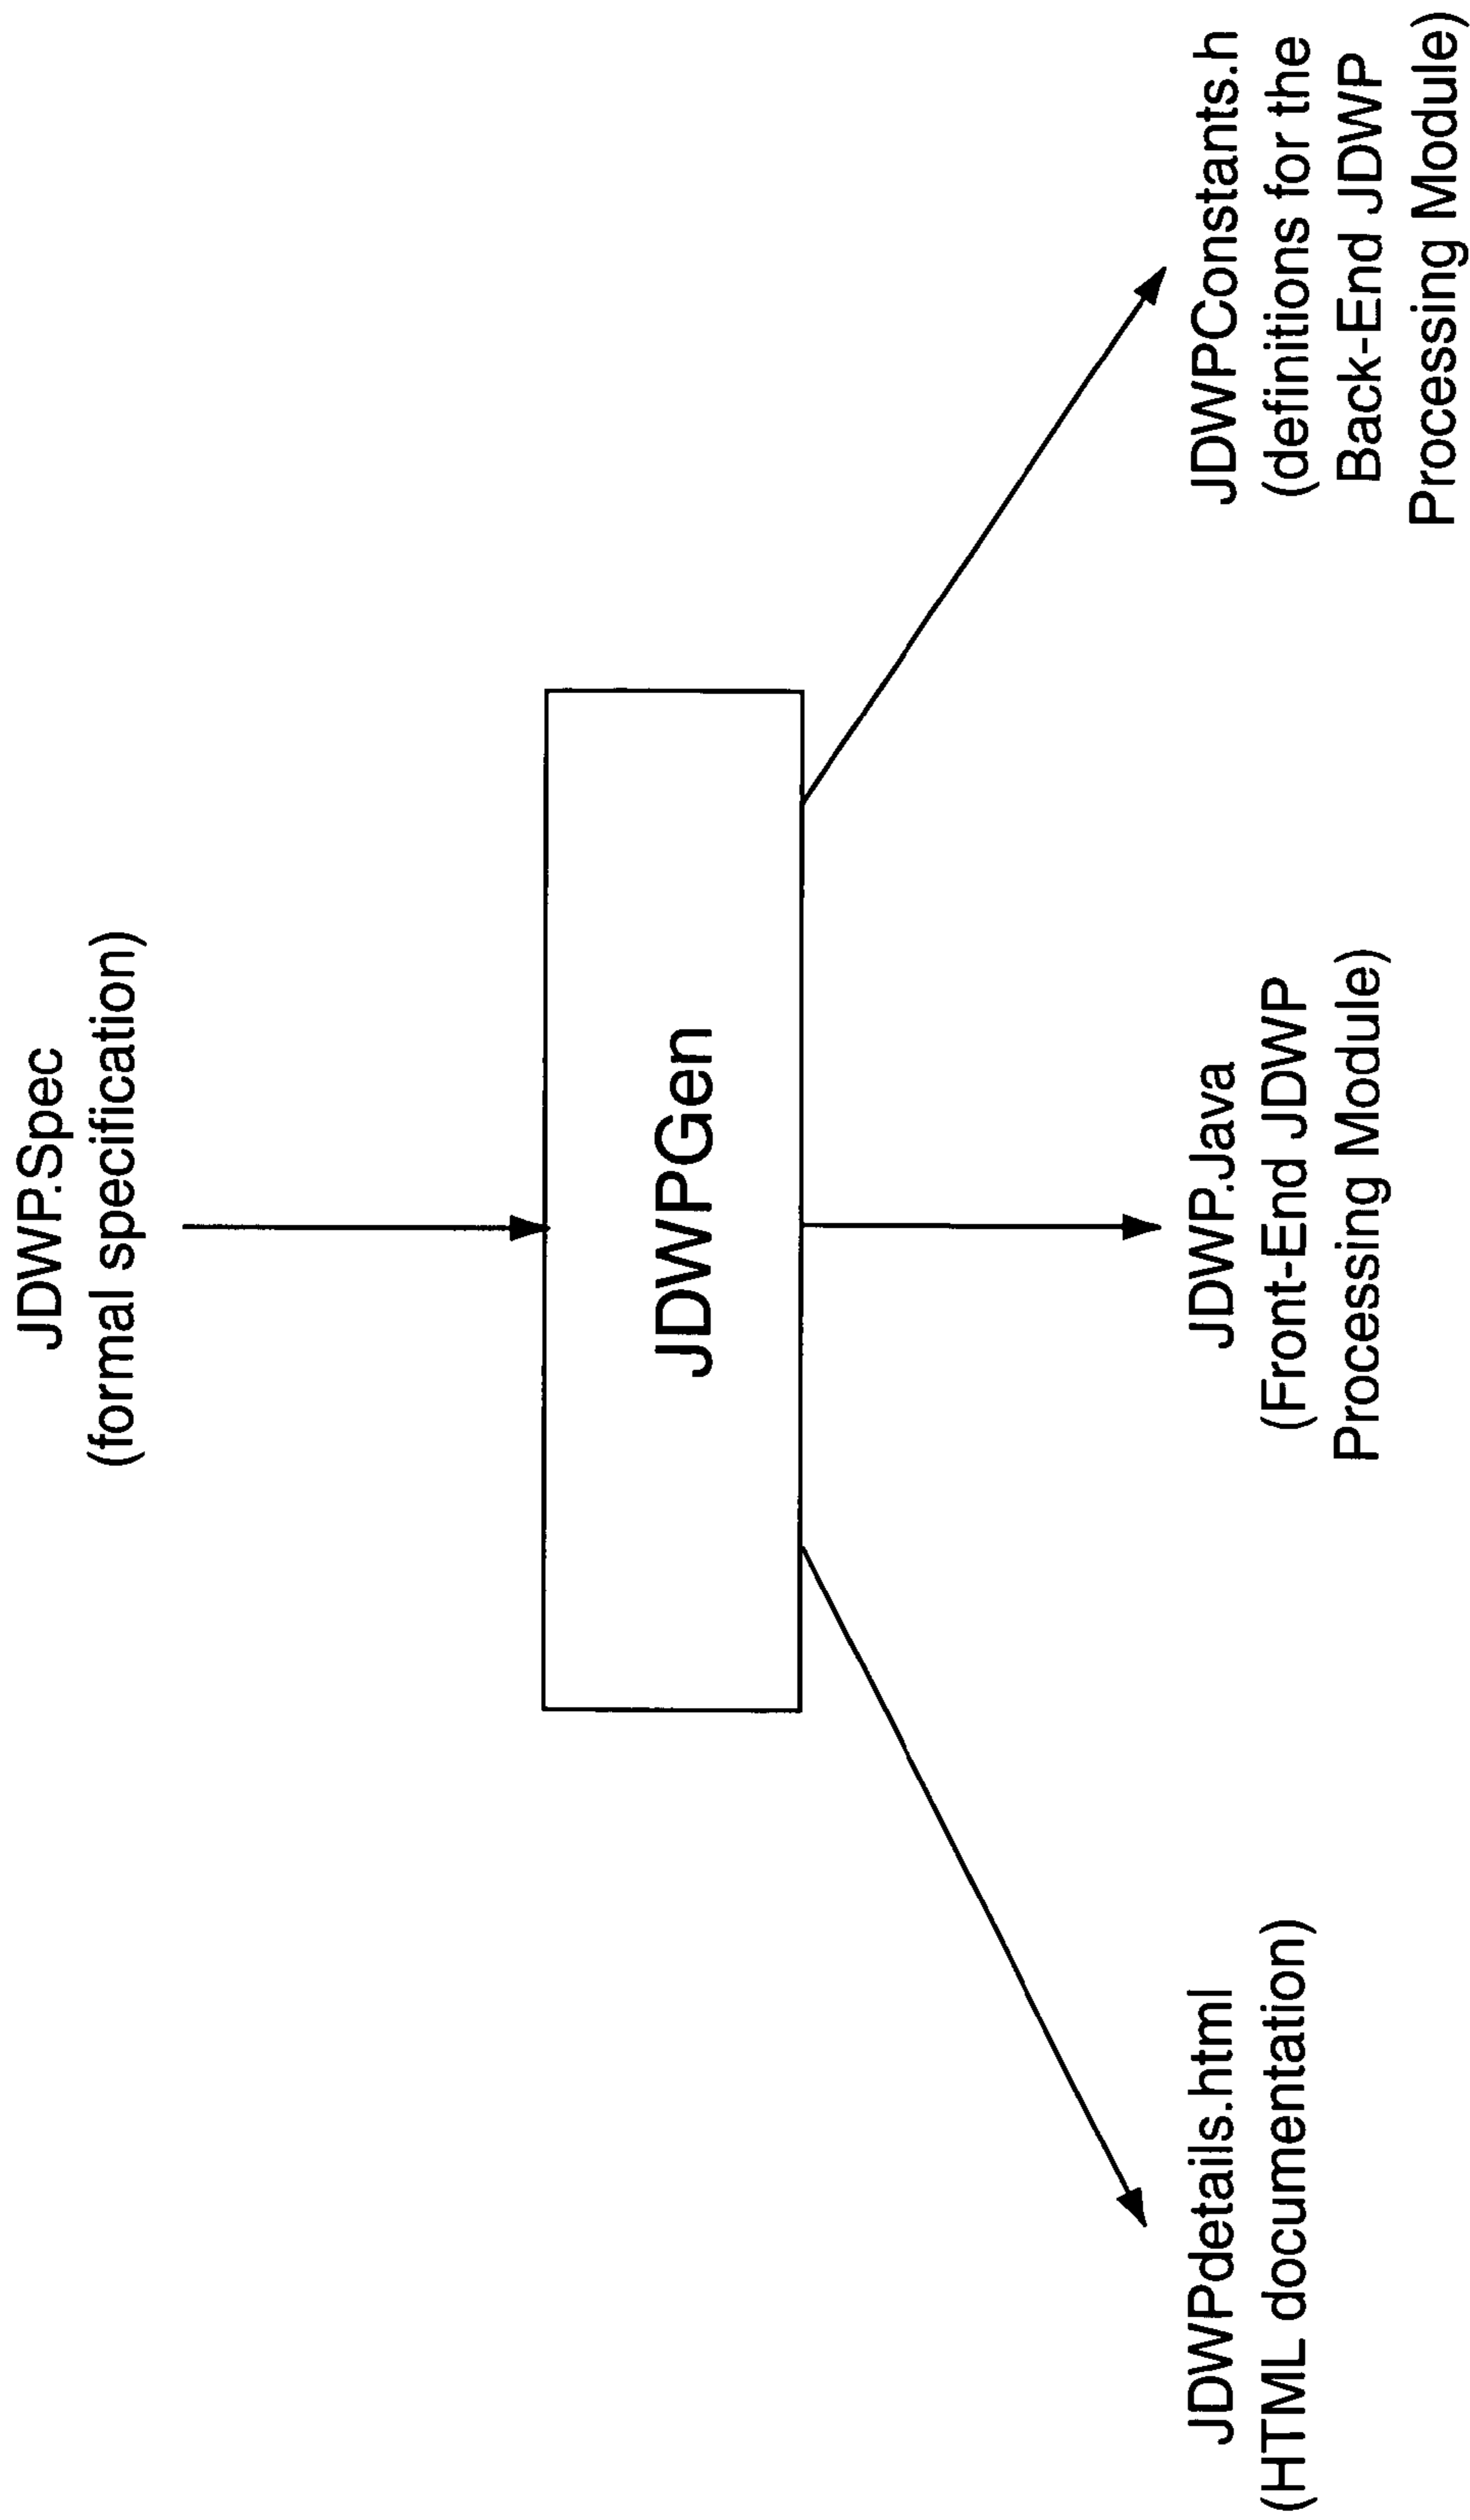 JDWP.Spec
(formal specification)
JDWPGen
JDWPdetails.html
(HTML documentation)
JDWP.Java
(Front-End JDWP
Processing Module)
JDWPConstants.h
(definitions for the
Back-End JDWP
Processing Module)